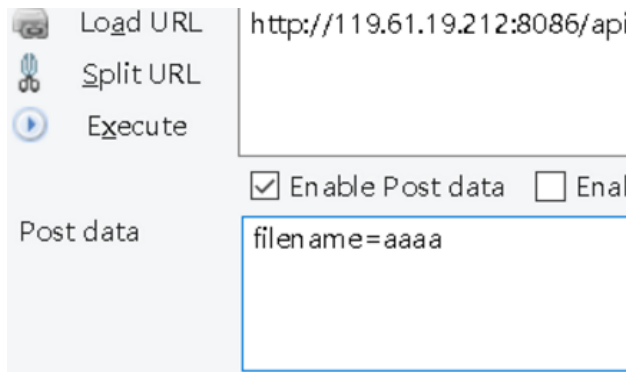 Load URL
http://119.61.19.212:8086/api
Split URL
Execute
Enable Post data
Enal
Post data
filename=aaaa